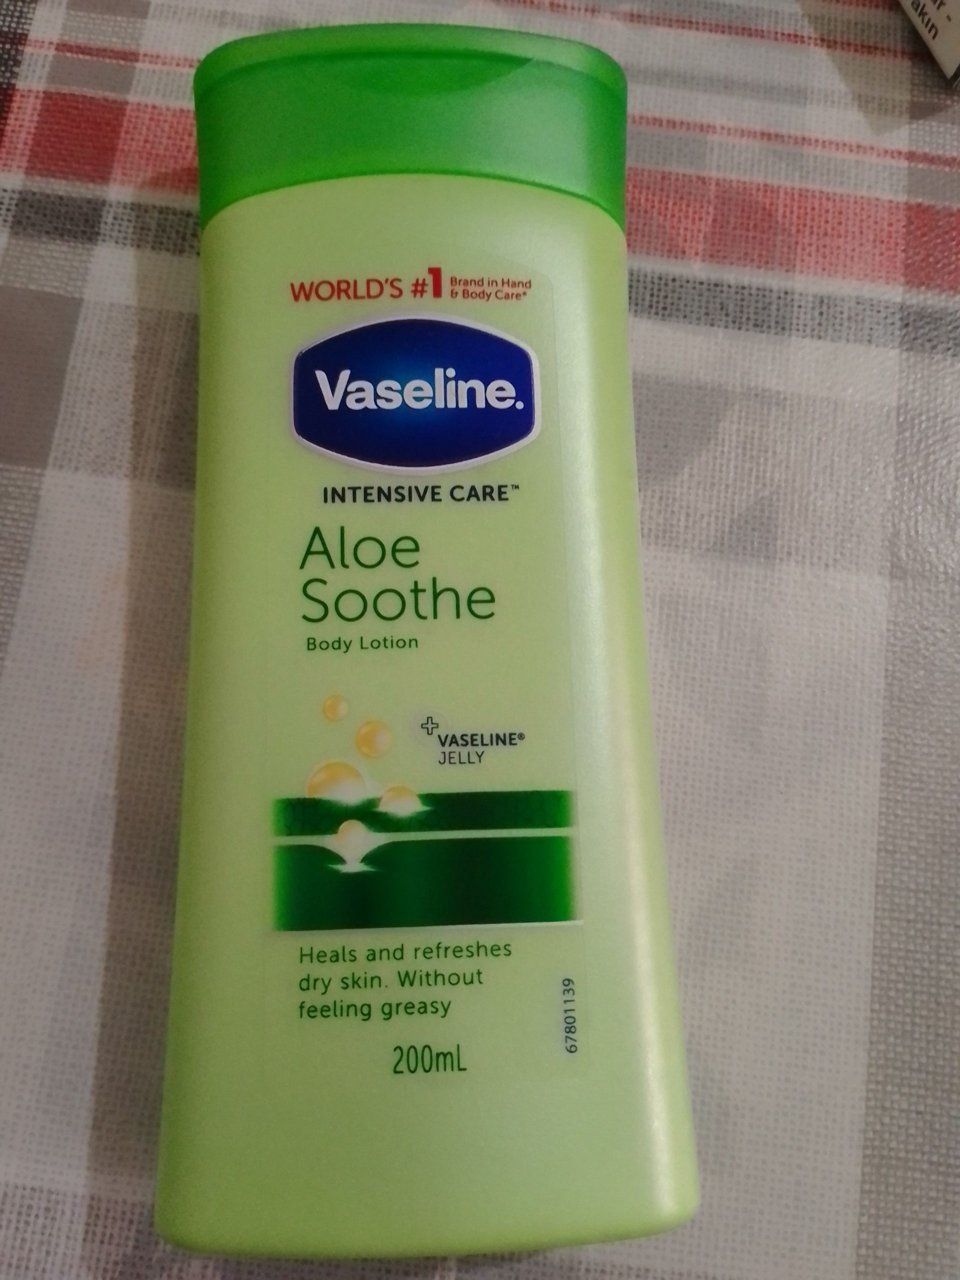 WORLD'S #1 Brand in Hand
& Body Care*
Vaseline.
INTENSIVE CARE™
Aloe
Soothe
Body Lotion
+
VASELINE®
JELLY
Heals and refreshes
dry skin. Without
feeling greasy
67801139
200mL